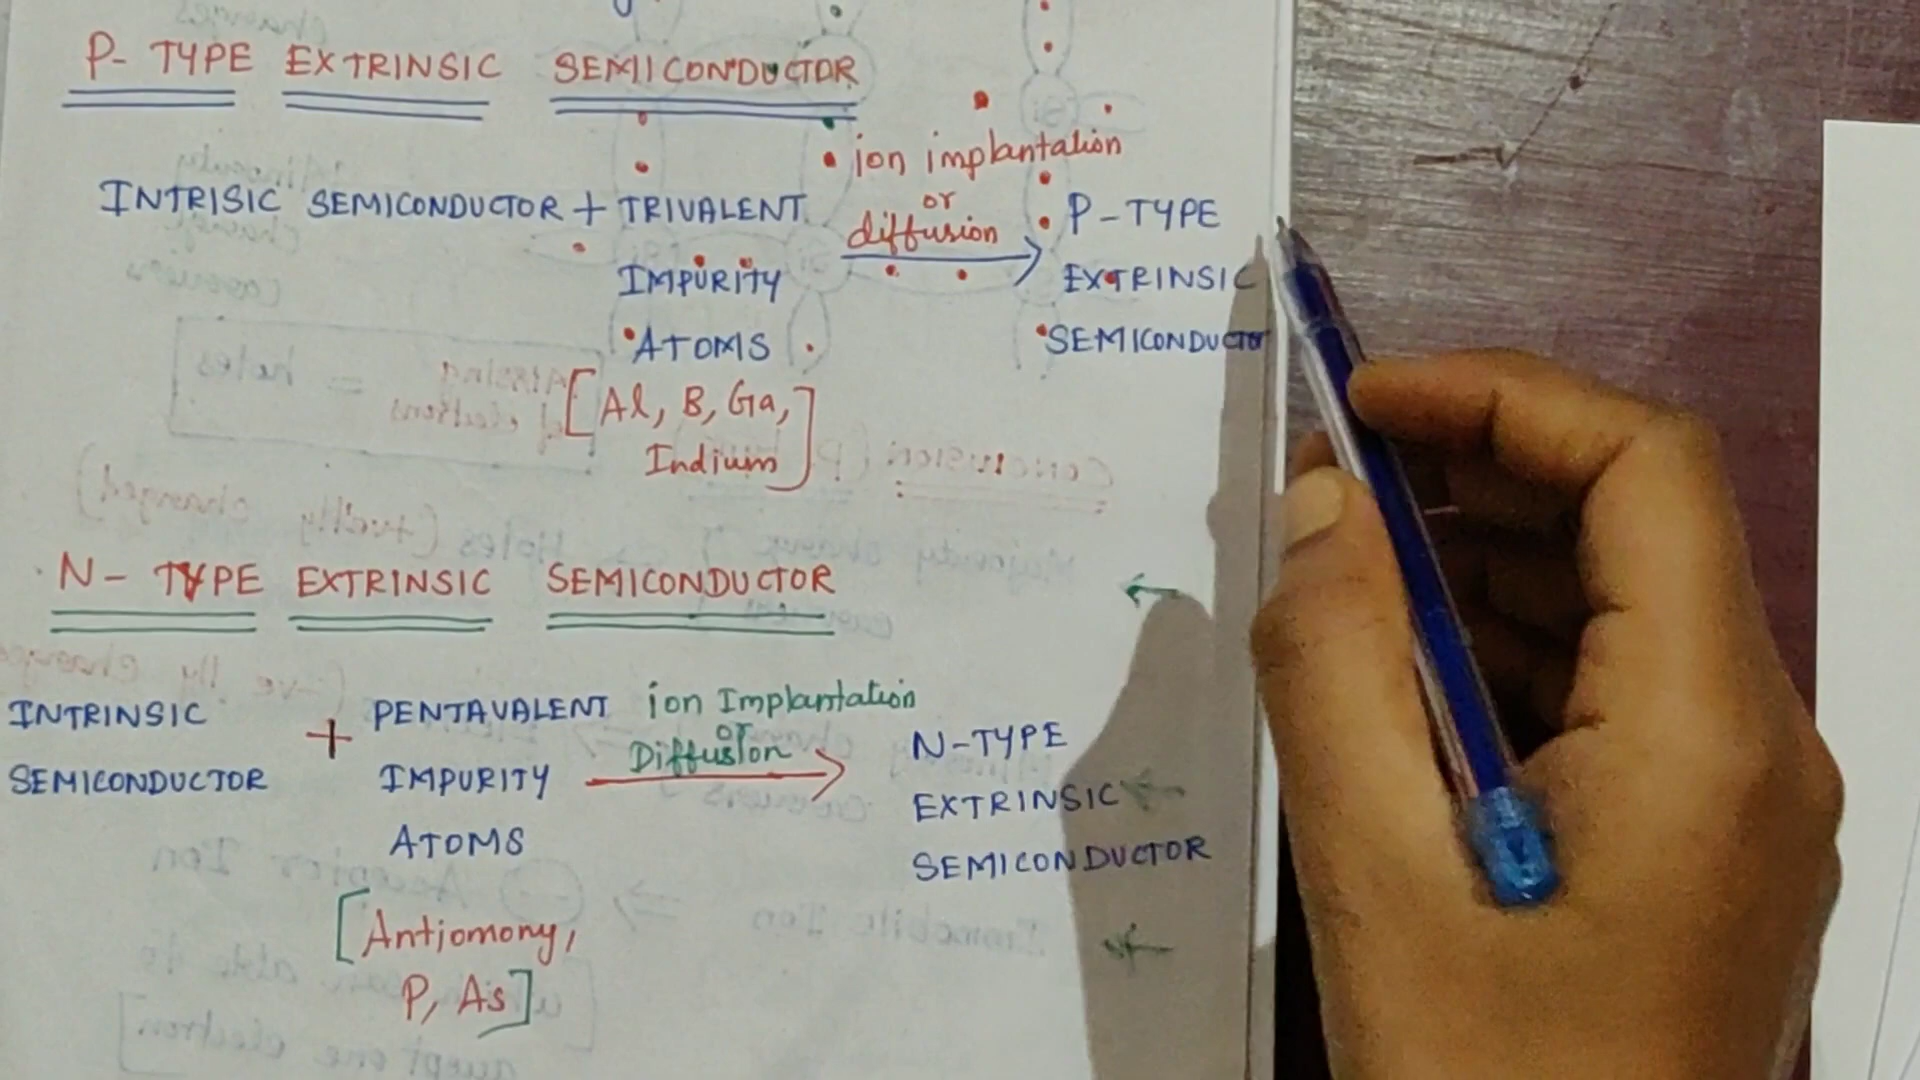 P- TYPE EXTRINSIC SEMICONDUCTOR
ion implantation
or
diffusion
INTRISIC SEMICONDUCTOR + TRIVALENT
IMPURITY
ATOMS
[Al, B, Ga,
Indium]
P-TYPE
EXTRINSIC
SEMICONDUCTOR
N- TYPE EXTRINSIC SEMICONDUCTOR
INTRINSIC
SEMICONDUCTOR
+
PENTAVALENT
IMPURITY
ATOMS
[Antiomony,
P, As]
ion Implantation
or
Diffusion
N-TYPE
EXTRINSIC
SEMICONDUCTOR